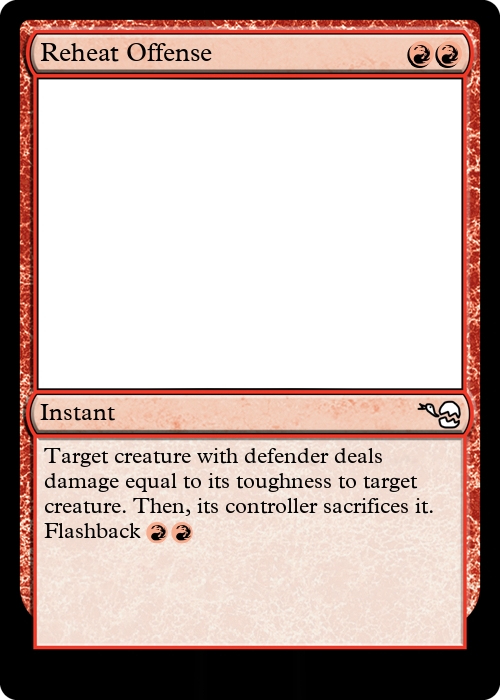 Reheat Offense
Instant
Target creature with defender deals
damage equal to its toughness to target
creature. Then, its controller sacrifices it.
Flashback